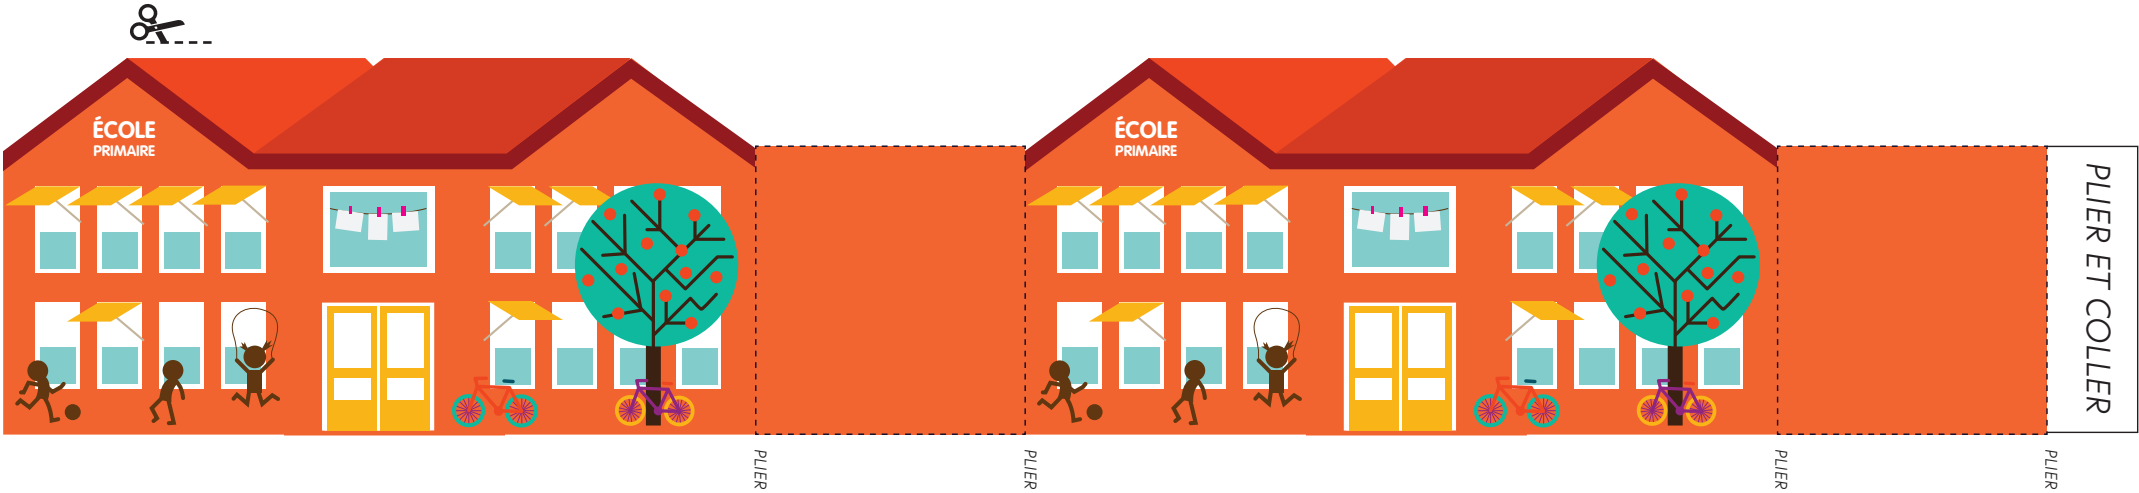 ÉCOLE
PRIMAIRE
ÉCOLE
PRIMAIRE
PLIER ET COLLER
PLIER
PLIER
PLIER
PLIER